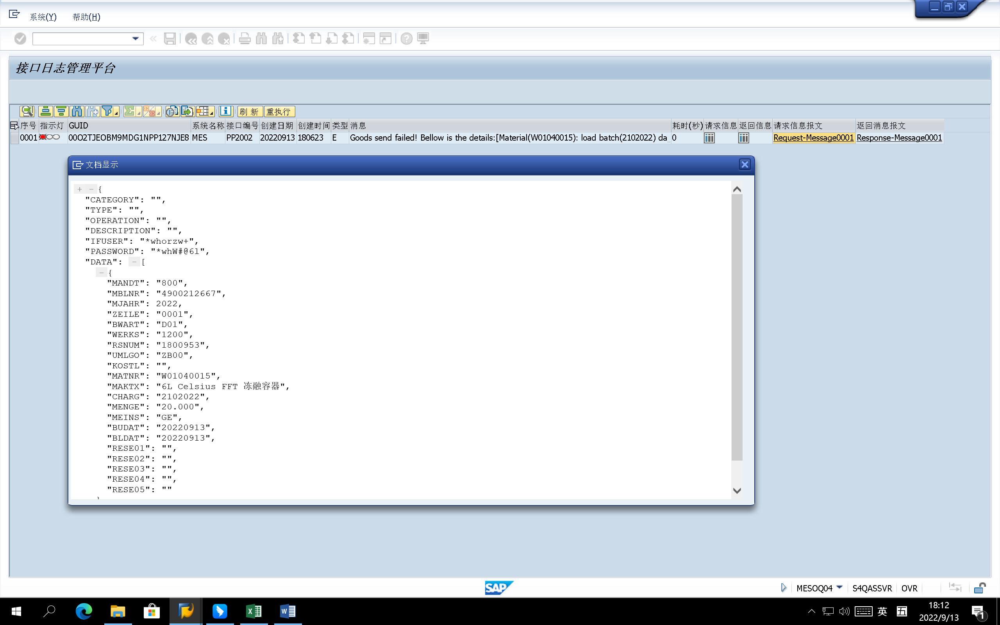 系统(Y) 帮助(H)
接口日志管理平台
刷 新 重执行
序号 指示灯 GUID 系统名称 接口编号 创建日期 创建时间 类型 消息 耗时(秒) 请求信息 返回信息 请求信息报文 返回消息报文
0001 00O2TJEOBM9MDG1NPP127NJE8 MES PP2002 20220913 180623 E Goods send failed! Bellow is the details:[Material(W01040015): load batch(2102022) da... 0 Request-Message0001 Response-Message0001
文档显示
+ - {
"CATEGORY": "",
"TYPE": "",
"OPERATION": "",
"DESCRIPTION": "",
"IFUSER": "*whorzw+",
"PASSWORD": "*whW#@6l",
"DATA": - [
- {
"MANDT": "800",
"MBLNR": "4900212667",
"MJAHR": 2022,
"ZEILE": "0001",
"BWART": "D01",
"WERKS": "1200",
"RSNUM": "1800953",
"UMLGO": "ZB00",
"KOSTL": "",
"MATNR": "W01040015",
"MAKTX": "6L Celsius FFT 冻融容器",
"CHARG": "2102022",
"MENGE": "20.000",
"MEINS": "GE",
"BUDAT": "20220913",
"BLDAT": "20220913",
"RESE01": "",
"RESE02": "",
"RESE03": "",
"RESE04": "",
"RESE05": ""
SAP MESOQ04 S4QASSVR OVR
英 五 18:12
2022/9/13 1